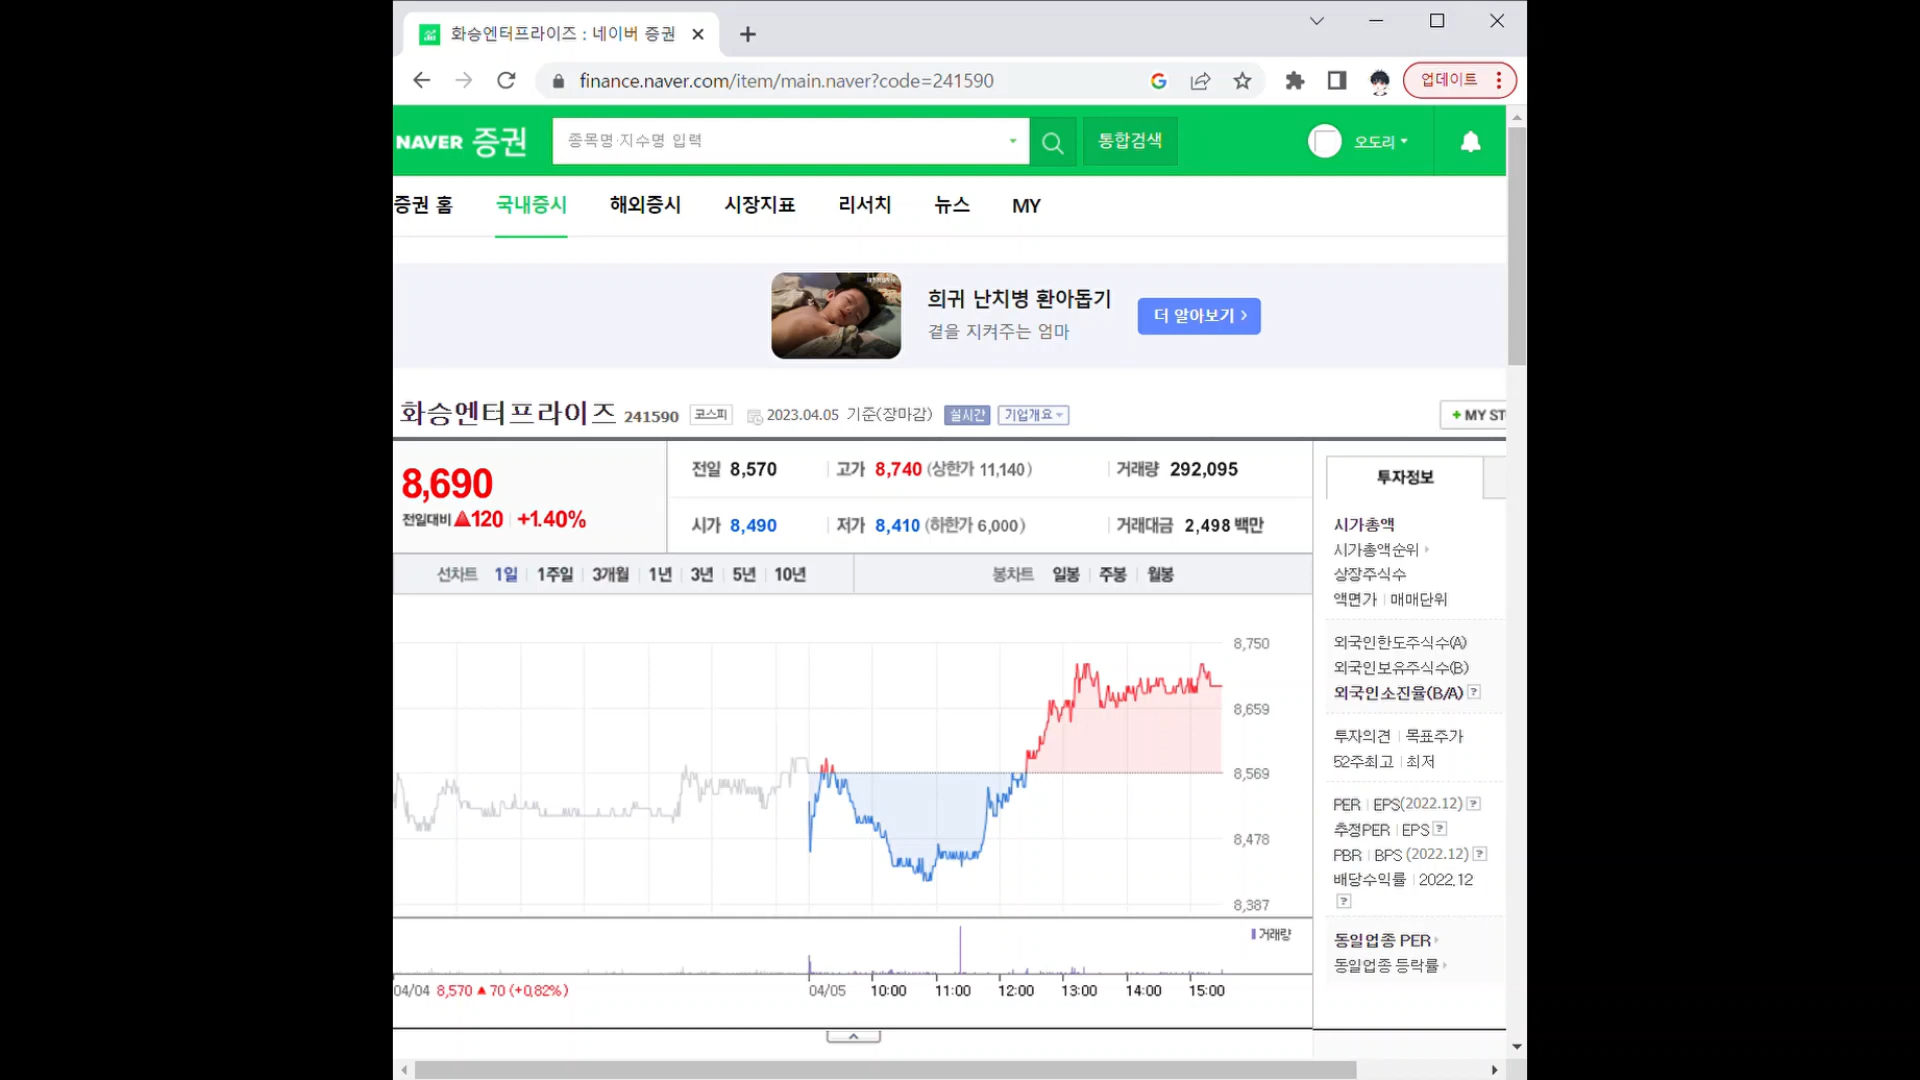 화승엔터프라이즈 : 네이버 증권
finance.naver.com/item/main.naver?code=241590
업데이트
NAVER 증권
종목명·지수명 입력
통합검색
오도리
증권 홈 국내증시 해외증시 시장지표 리서치 뉴스 MY
희귀 난치병 환아돕기
곁을 지켜주는 엄마
더 알아보기
화승엔터프라이즈 241590 코스피 2023.04.05 기준(장마감) 실시간 기업개요
+ MY ST
8,690
전일대비 ▲120 +1.40%
전일 8,570 고가 8,740 (상한가 11,140) 거래량 292,095
시가 8,490 저가 8,410 (하한가 6,000) 거래대금 2,498 백만
선차트 1일 1주일 3개월 1년 3년 5년 10년 봉차트 일봉 주봉 월봉
8,750
8,659
8,569
8,478
8,387
거래량
04/04 8,570 ▲ 70 (+0.82%)
04/05 10:00 11:00 12:00 13:00 14:00 15:00
투자정보
시가총액
시가총액순위
상장주식수
액면가 | 매매단위
외국인한도주식수(A)
외국인보유주식수(B)
외국인소진율(B/A) ?
투자의견 | 목표주가
52주최고 | 최저
PER | EPS(2022.12) ?
추정PER | EPS ?
PBR | BPS (2022.12) ?
배당수익률 | 2022.12
?
동일업종 PER
동일업종 등락률